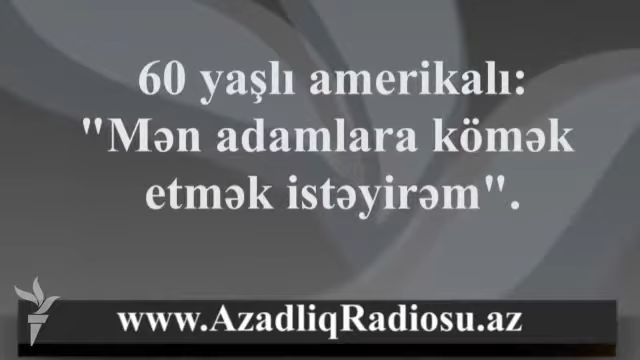 60 yaşlı amerikalı:
"Mən adamlara kömək
etmək istəyirəm".
www.AzadliqRadiosu.az